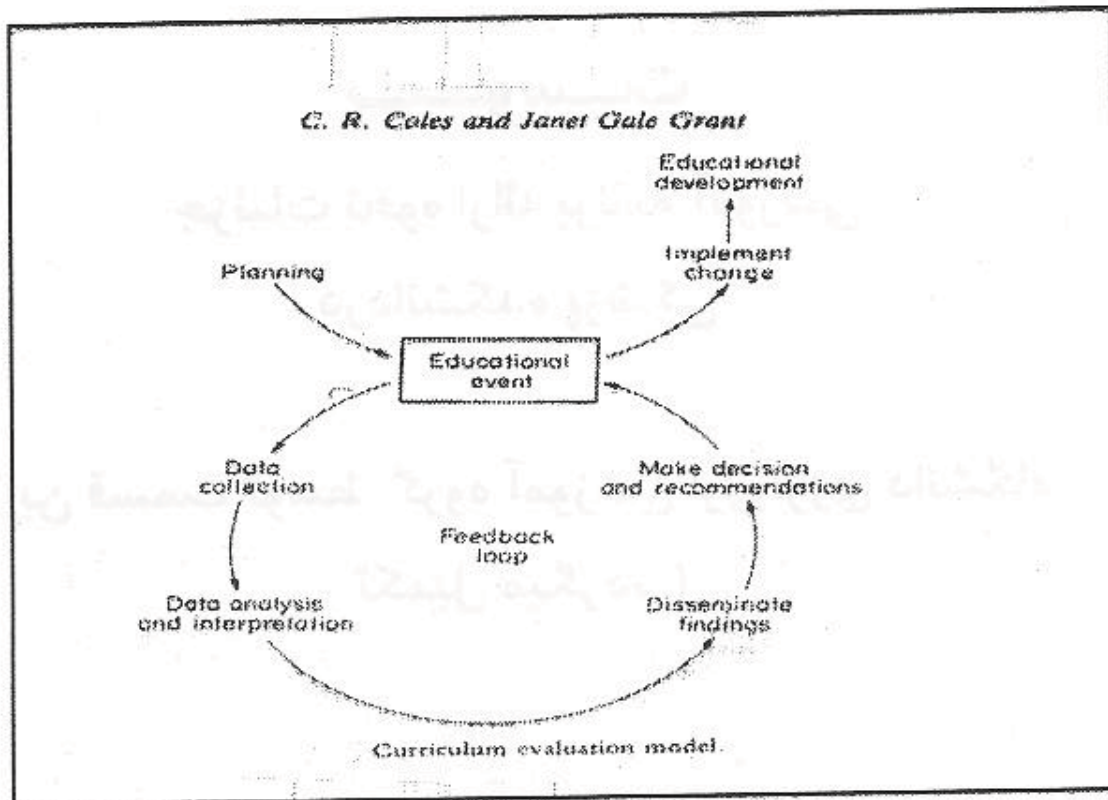 C. R. Coles and Janet Gale Grant
Educational
development
Implement
change
Planning
Educational
event
Data
collection
Make decision
and recommendations
Feedback
loop
Data analysis
and interpretation
Disseminate
findings
Curriculum evaluation model.
گروه